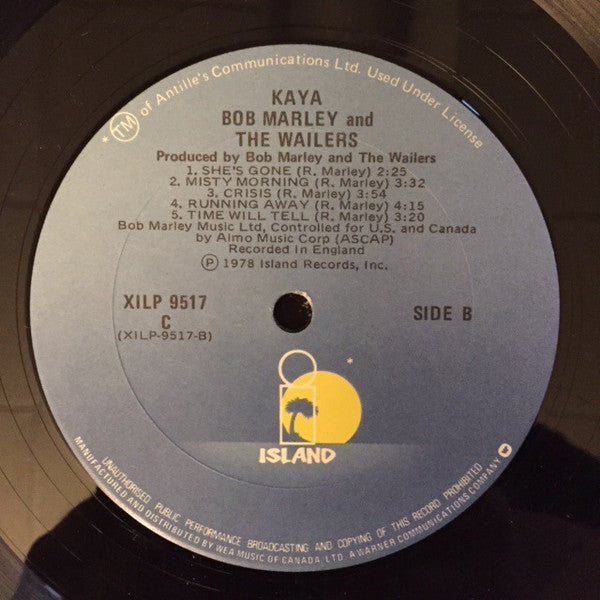 * TM of Antille's Communications Ltd. Used Under License
KAYA
BOB MARLEY and
THE WAILERS
Produced by Bob Marley and The Wailers
1. SHE'S GONE (R. Marley) 2:25
2. MISTY MORNING (R. Marley) 3:32
3. CRISIS (R. Marley) 3:54
4. RUNNING AWAY (R. Marley) 4:15
5. TIME WILL TELL (R. Marley) 3:20
Bob Marley Music Ltd, Controlled for U.S. and Canada
by Almo Music Corp (ASCAP)
Recorded In England
Ⓟ 1978 Island Records, Inc.
XILP 9517
C
(XILP-9517-B)
SIDE B
*
ISLAND
UNAUTHORISED PUBLIC PERFORMANCE BROADCASTING AND COPYING OF THIS RECORD PROHIBITED
MANUFACTURED AND DISTRIBUTED BY WEA MUSIC OF CANADA, LTD. A WARNER COMMUNICATIONS COMPANY